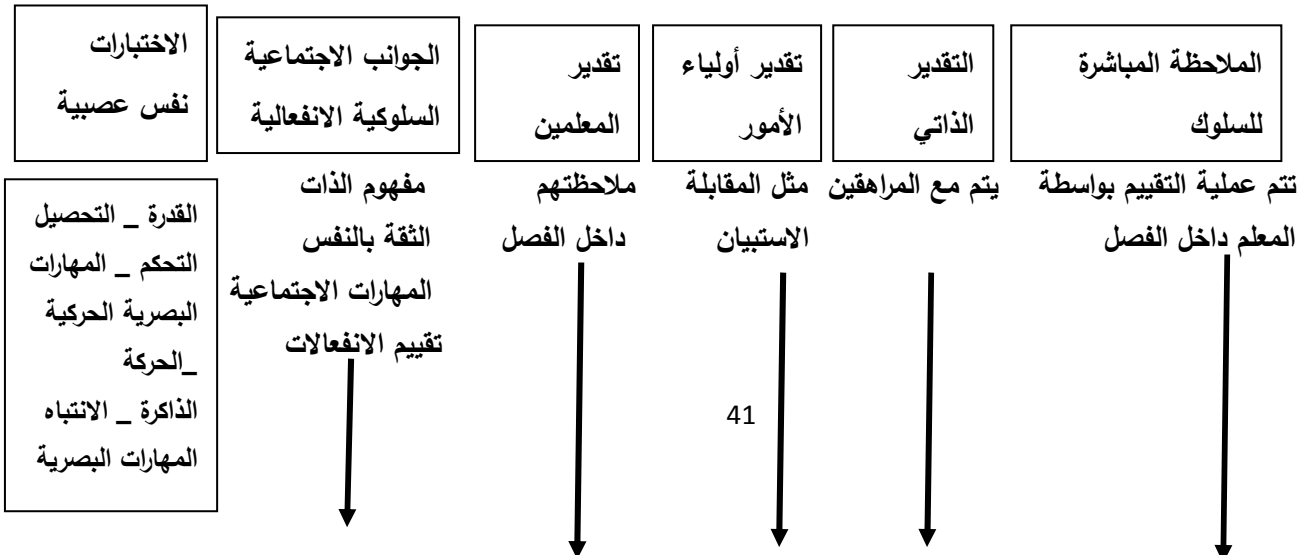 الملاحظة المباشرة
للسلوك
تتم عملية التقييم بواسطة
المعلم داخل الفصل
التقدير
الذاتي
يتم مع المراهقين
تقدير أولياء
الأمور
مثل المقابلة
الاستبيان
تقدير
المعلمين
ملاحظتهم
داخل الفصل
الجوانب الاجتماعية
السلوكية الانفعالية
مفهوم الذات
الثقة بالنفس
المهارات الاجتماعية
تقييم الانفعالات
الاختبارات
نفس عصبية
القدرة _ التحصيل
التحكم _ المهارات
البصرية الحركية
_الحركة
الذاكرة _ الانتباه
المهارات البصرية
41